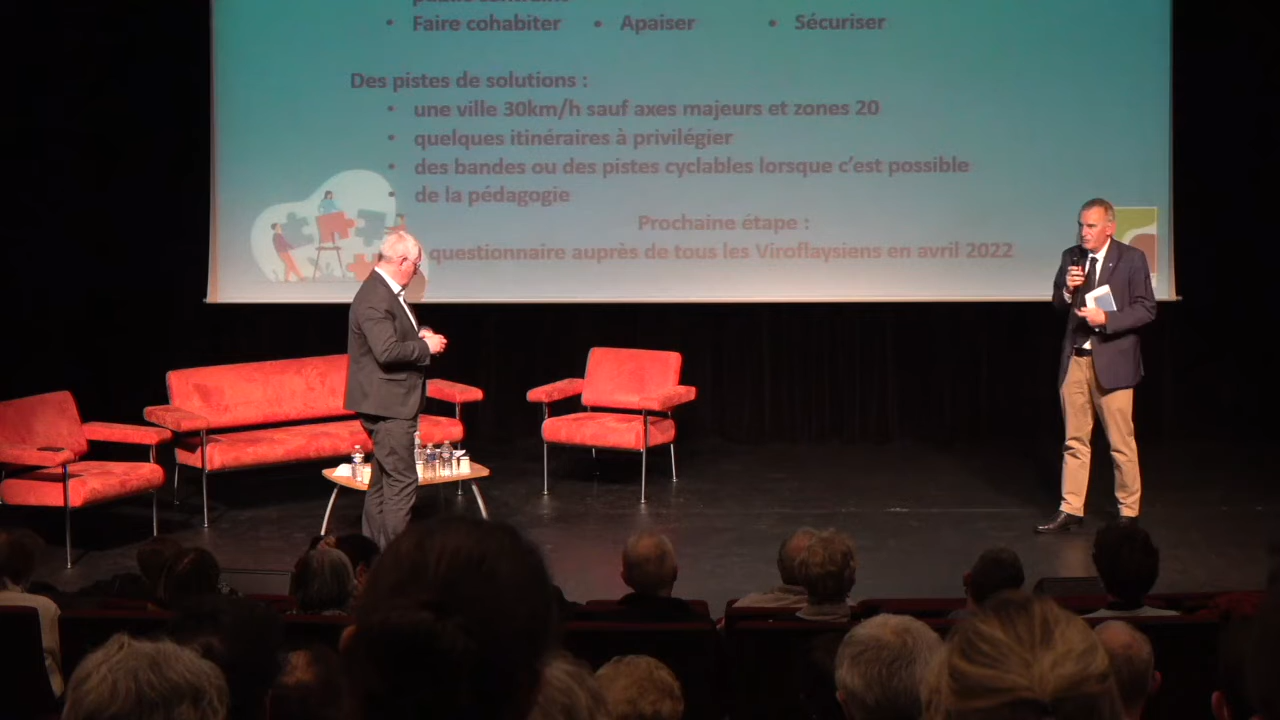 public contraint
• Faire cohabiter • Apaiser • Sécuriser
Des pistes de solutions :
• une ville 30km/h sauf axes majeurs et zones 20
• quelques itinéraires à privilégier
• des bandes ou des pistes cyclables lorsque c'est possible
• de la pédagogie
Prochaine étape :
questionnaire auprès de tous les Viroflaysiens en avril 2022